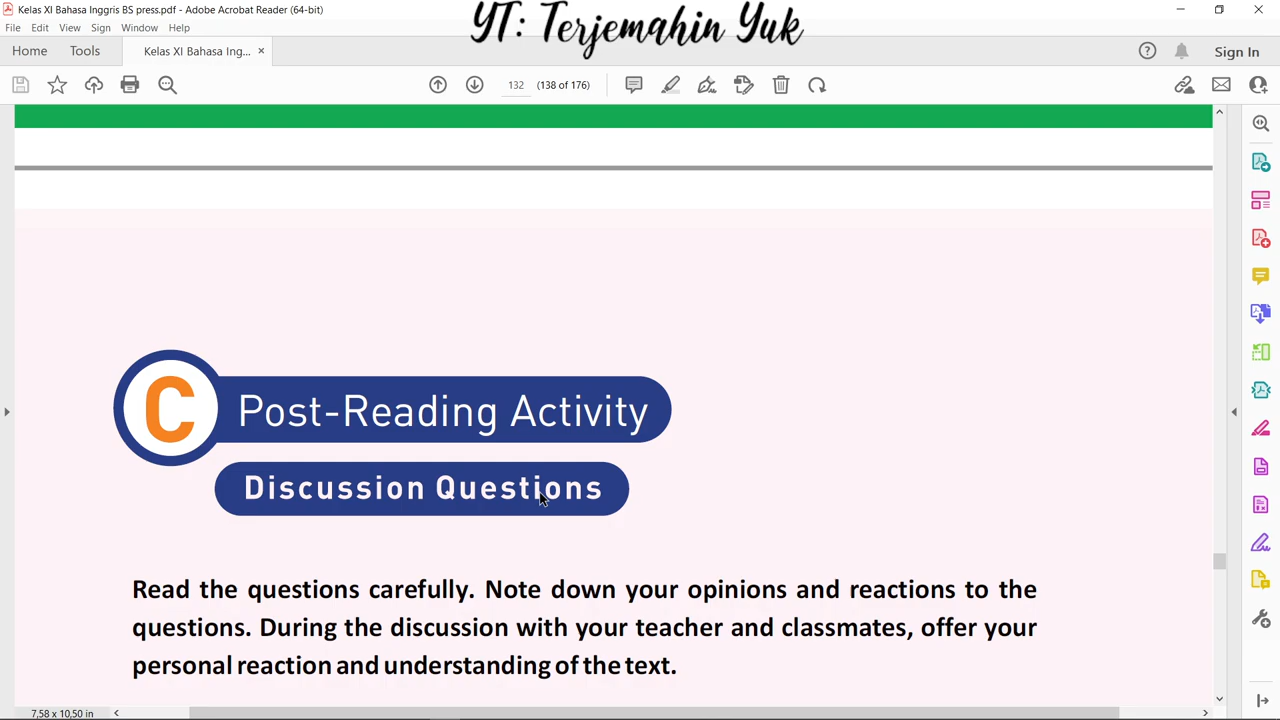 Kelas XI Bahasa Inggris BS press.pdf - Adobe Acrobat Reader (64-bit)
YT: Terjemahin Yuk
File Edit View Sign Window Help
Home Tools Kelas XI Bahasa Ing... × Sign In
132 (138 of 176)
C Post-Reading Activity
Discussion Questions
Read the questions carefully. Note down your opinions and reactions to the
questions. During the discussion with your teacher and classmates, offer your
personal reaction and understanding of the text.
7,58 x 10,50 in